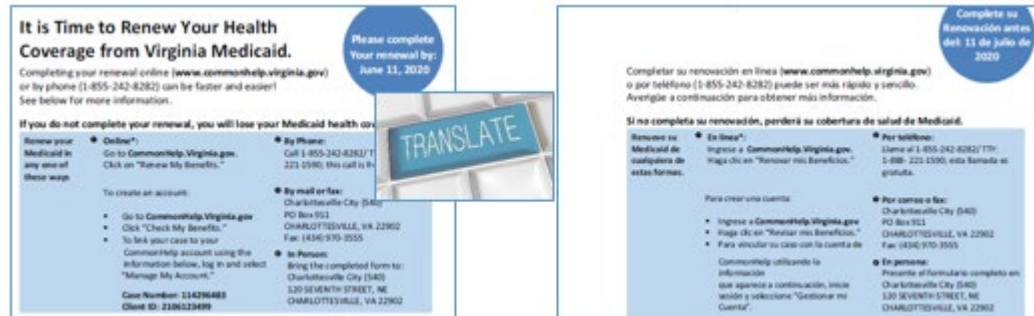 It is Time to Renew Your Health
Coverage from Virginia Medicaid.
Please complete
Your renewal by:
June 11, 2020
Completing your renewal online (www.commonhelp.virginia.gov)
or by phone (1-855-242-8282) can be faster and easier!
See below for more information.
If you do not complete your renewal, you will lose your Medicaid health
Renew your
Medicaid in
any one of
these ways
Online*:
Go to CommonHelp.Virginia.gov.
Click on "Renew My Benefits."
To create an account:
Go to CommonHelp.Virginia.gov
Click "Check My Benefits."
To link your case to your
CommonHelp account using the
information below, log in and select
"Manage My Account."
Case Number: 114296483
Client ID: 2106123499
By Phone:
Call 1-855-242-8282/
221-1590; this call is
By mail or fax:
Charlottesville City (540)
PO Box 911
CHARLOTTESVILLE, VA 22902
Fax: (434) 970-3555
In Person:
Bring the completed form to:
Charlottesville City (540)
120 SEVENTH STREET, NE
CHARLOTTESVILLE, VA 22902
TRANSLATE
Complete su
Renovación antes
del: 11 de julio de
2020
Completar su renovación en línea (www.commonhelp.virginia.gov)
o por teléfono (1-855-242-8282) puede ser más rápido y sencillo.
Averigüe a continuación para obtener más información.
Si no completa su renovación, perderá su cobertura de salud de Medicaid.
Renueve su
Medicaid de
cualquiera de
estas formas.
En línea*:
Ingrese a CommonHelp.Virginia.gov.
Haga clic en "Renovar mis Beneficios."
Para crear una cuenta:
Ingrese a CommonHelp.Virginia.gov
Haga clic en "Revisar mis Beneficios."
Para vincular su caso con la cuenta de
CommonHelp utilizando la
información
que aparece a continuación, inicie
sesión y seleccione "Gestionar mi
Cuenta".
Por teléfono:
Llame al 1-855-242-8282/ TTY:
1-888- 221-1590, esta llamada es
gratuita.
Por correo o fax:
Charlottesville City (540)
PO Box 911
CHARLOTTESVILLE, VA 22902
Fax: (434) 970-3555
En persona:
Presente el formulario completo en:
Charlottesville City (540)
120 SEVENTH STREET, NE
CHARLOTTESVILLE, VA 22902